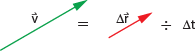 v⃗ = Δr⃗ ÷ Δt